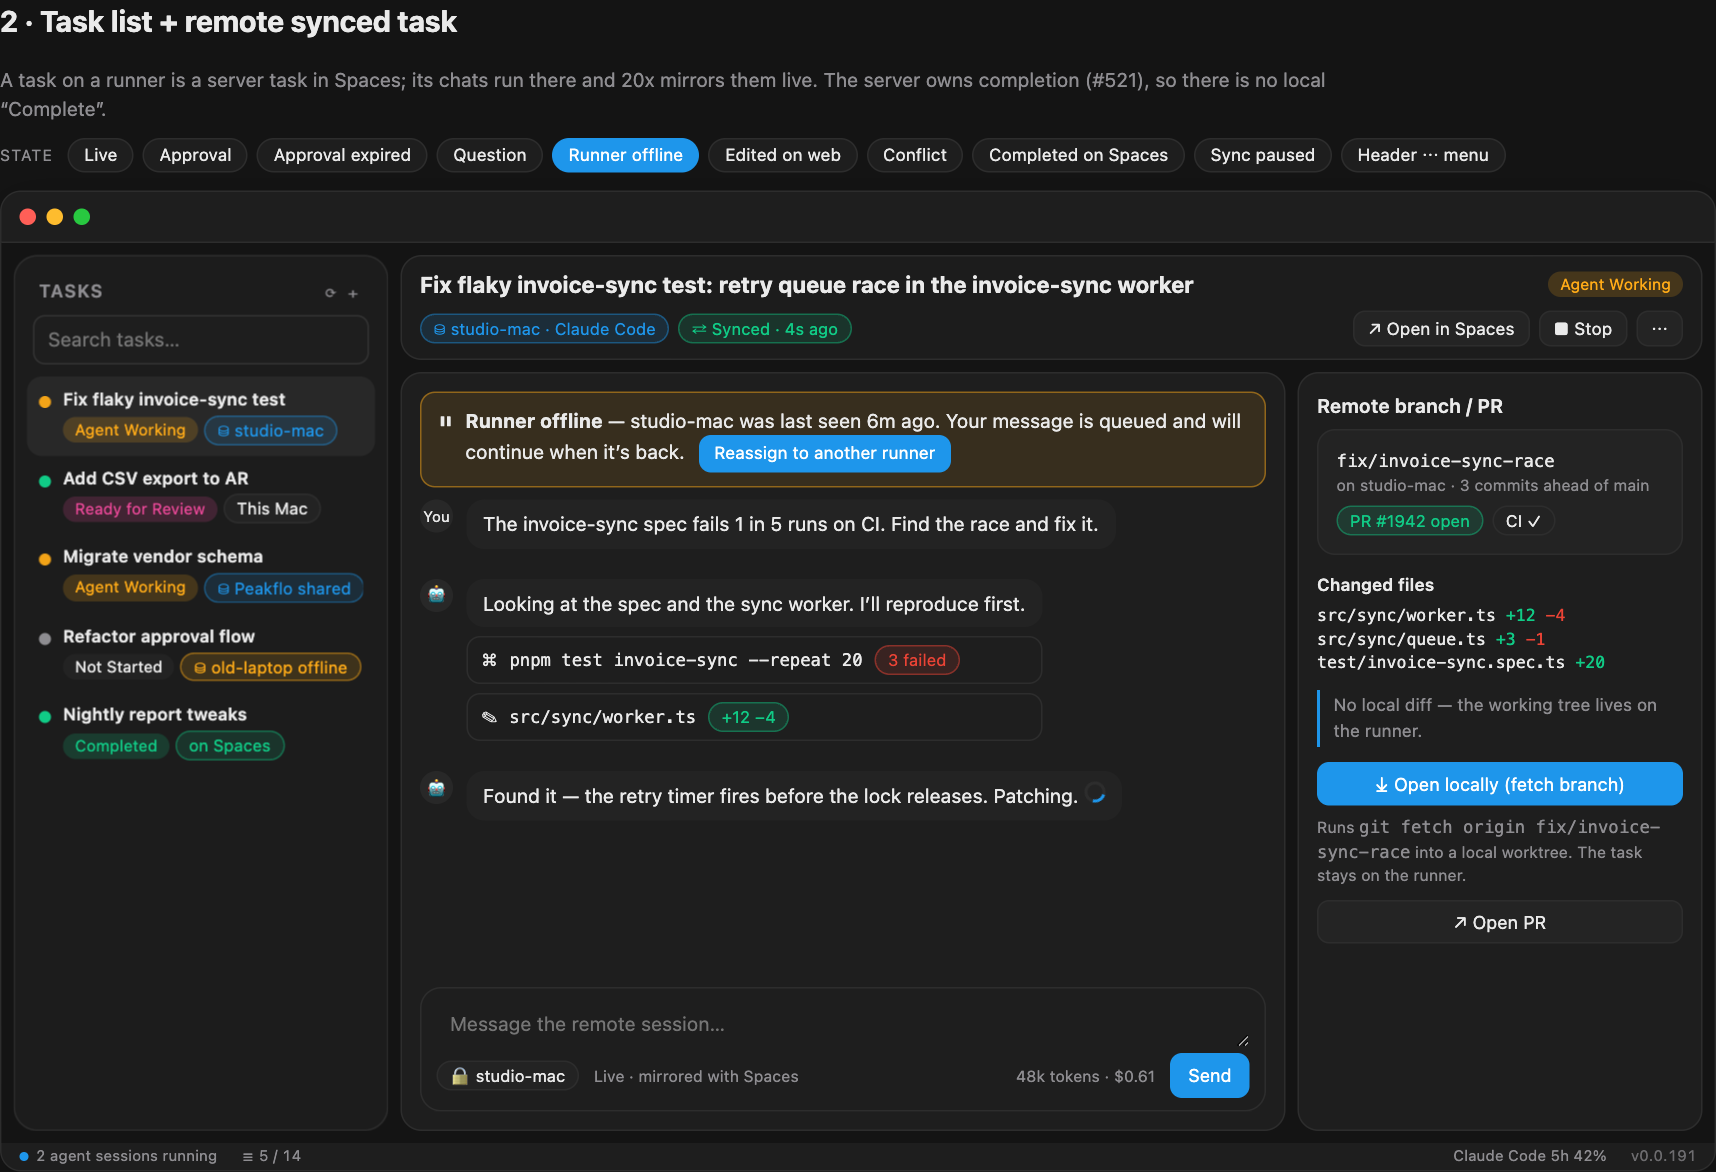 2 · Task list + remote synced task
A task on a runner is a server task in Spaces; its chats run there and 20x mirrors them live. The server owns completion (#521), so there is no local
“Complete”.
STATE Live Approval Approval expired Question Runner offline Edited on web Conflict Completed on Spaces Sync paused Header ··· menu
TASKS
Search tasks...
Fix flaky invoice-sync test
Agent Working studio-mac
Add CSV export to AR
Ready for Review This Mac
Migrate vendor schema
Agent Working Peakflo shared
Refactor approval flow
Not Started old-laptop offline
Nightly report tweaks
Completed on Spaces
Fix flaky invoice-sync test: retry queue race in the invoice-sync worker
Agent Working
studio-mac · Claude Code ⇄ Synced · 4s ago
↗ Open in Spaces Stop ···
Runner offline — studio-mac was last seen 6m ago. Your message is queued and will
continue when it’s back. Reassign to another runner
You
The invoice-sync spec fails 1 in 5 runs on CI. Find the race and fix it.
Looking at the spec and the sync worker. I’ll reproduce first.
⌘ pnpm test invoice-sync --repeat 20 3 failed
✎ src/sync/worker.ts +12 −4
Found it — the retry timer fires before the lock releases. Patching.
Message the remote session...
studio-mac Live · mirrored with Spaces 48k tokens · $0.61 Send
Remote branch / PR
fix/invoice-sync-race
on studio-mac · 3 commits ahead of main
PR #1942 open CI ✓
Changed files
src/sync/worker.ts +12 −4
src/sync/queue.ts +3 −1
test/invoice-sync.spec.ts +20
No local diff — the working tree lives on
the runner.
↓ Open locally (fetch branch)
Runs git fetch origin fix/invoice-
sync-race into a local worktree. The task
stays on the runner.
↗ Open PR
2 agent sessions running ≡ 5 / 14
Claude Code 5h 42% v0.0.191